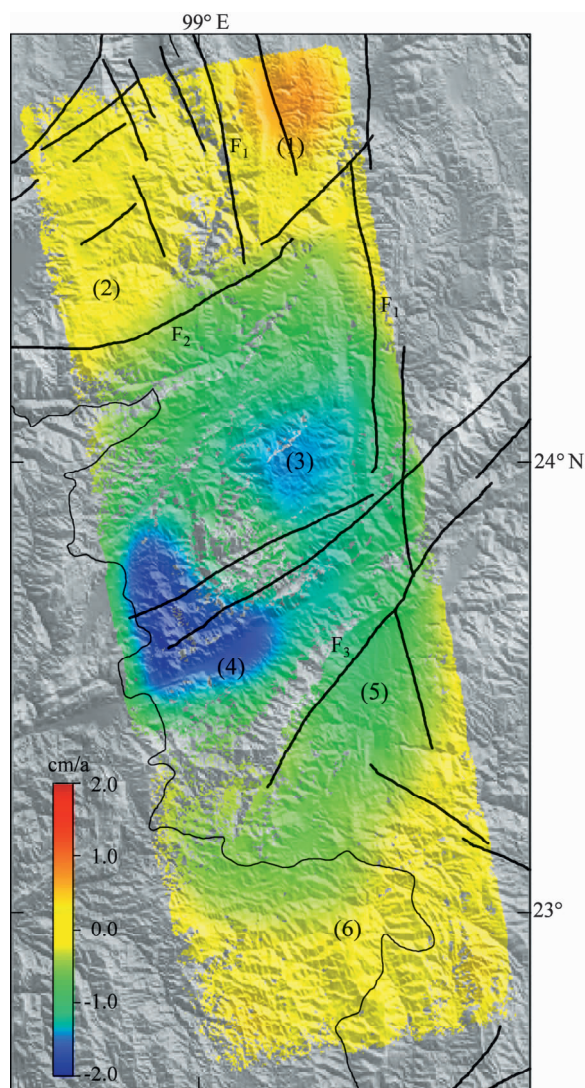 99° E
F₁
(1)
(2)
F₁
F₂
24° N
(3)
F₃
(4)
(5)
cm/a
2.0
1.0
0.0
-1.0
-2.0
23°
(6)